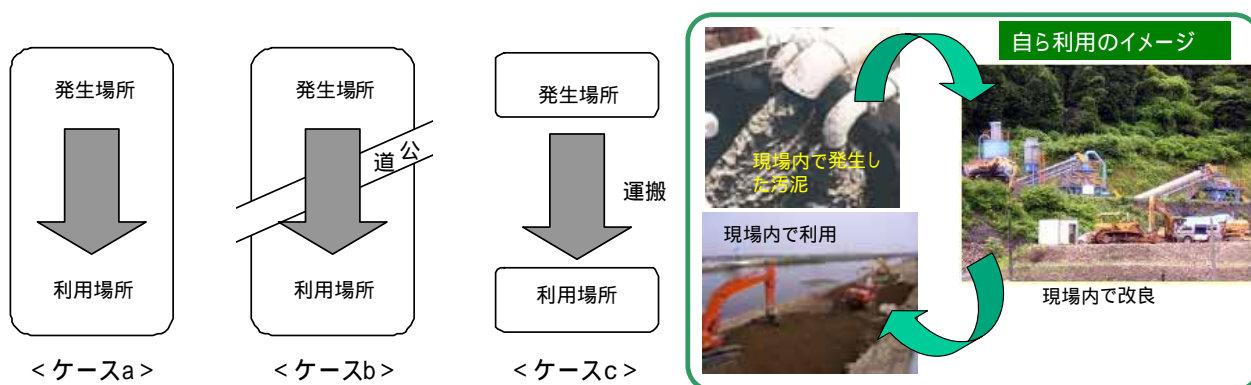 発生場所
利用場所
<ケースa>
発生場所
公道
利用場所
<ケースb>
発生場所
運搬
利用場所
<ケースc>
自ら利用のイメージ
現場内で発生し
た汚泥
現場内で改良
現場内で利用